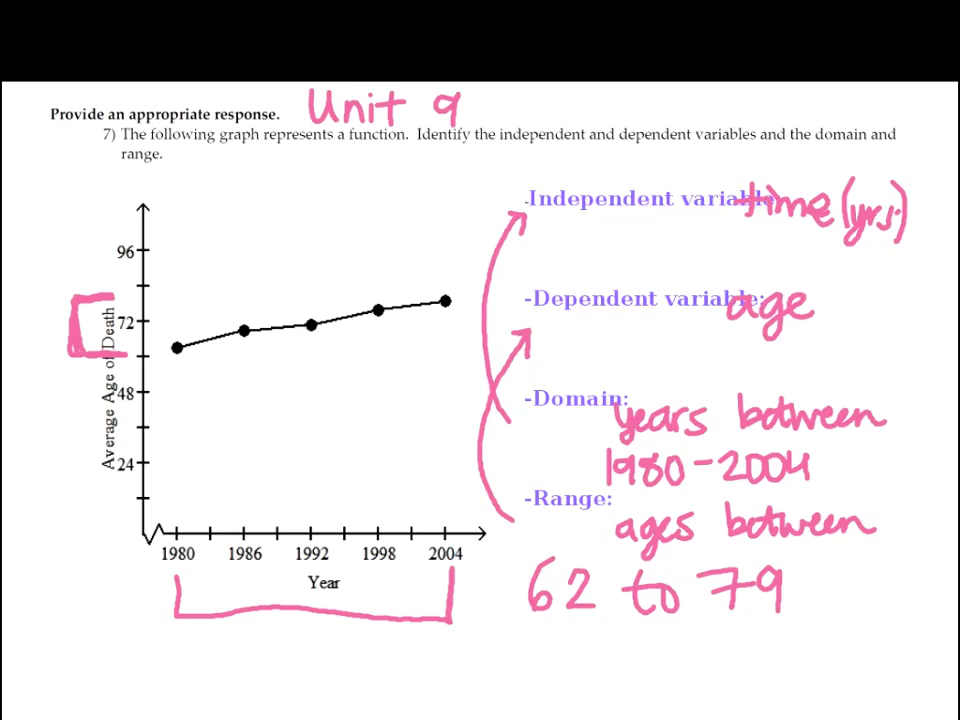 Unit 9
Provide an appropriate response.
7) The following graph represents a function. Identify the independent and dependent variables and the domain and
range.
-Independent variable
time (yrs.)
-Dependent variable:
age
-Domain:
years between
1980-2004
-Range:
ages between
62 to 79
96
72
48
24
Average Age of Death
1980 1986 1992 1998 2004
Year